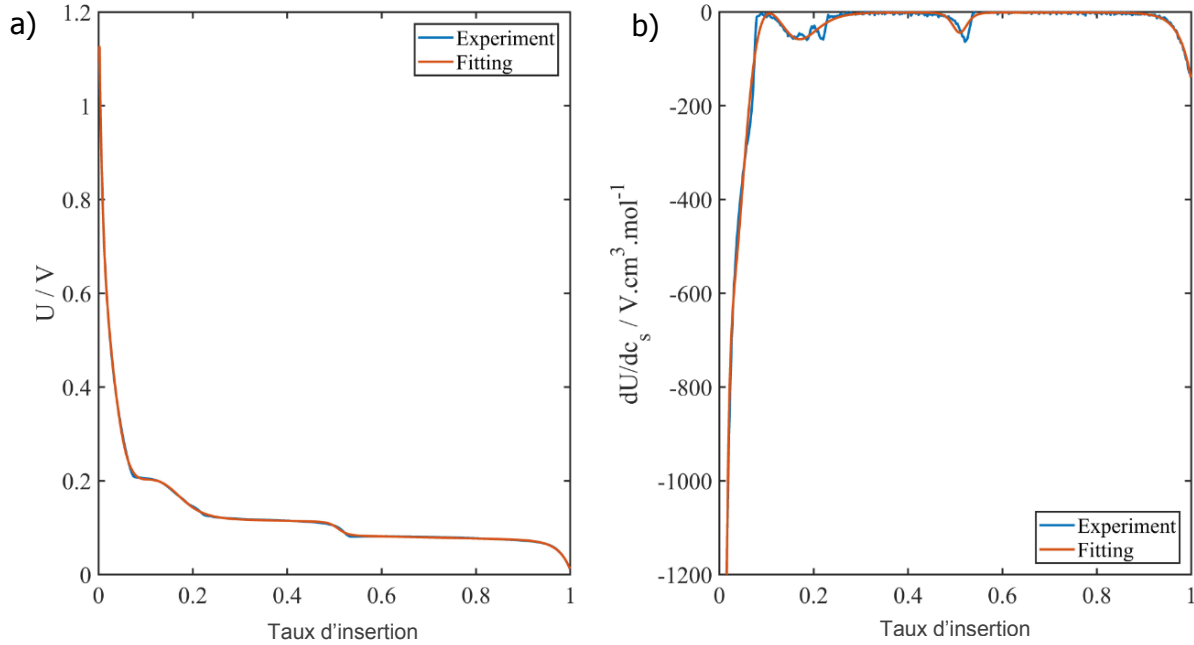 a)
U / V
1.2
1
0.8
0.6
0.4
0.2
0
0
0.2
0.4
0.6
0.8
1
Taux d'insertion
Experiment
Fitting
b)
dU/dc_s / V.cm³.mol⁻¹
0
-200
-400
-600
-800
-1000
-1200
0
0.2
0.4
0.6
0.8
1
Taux d'insertion
Experiment
Fitting